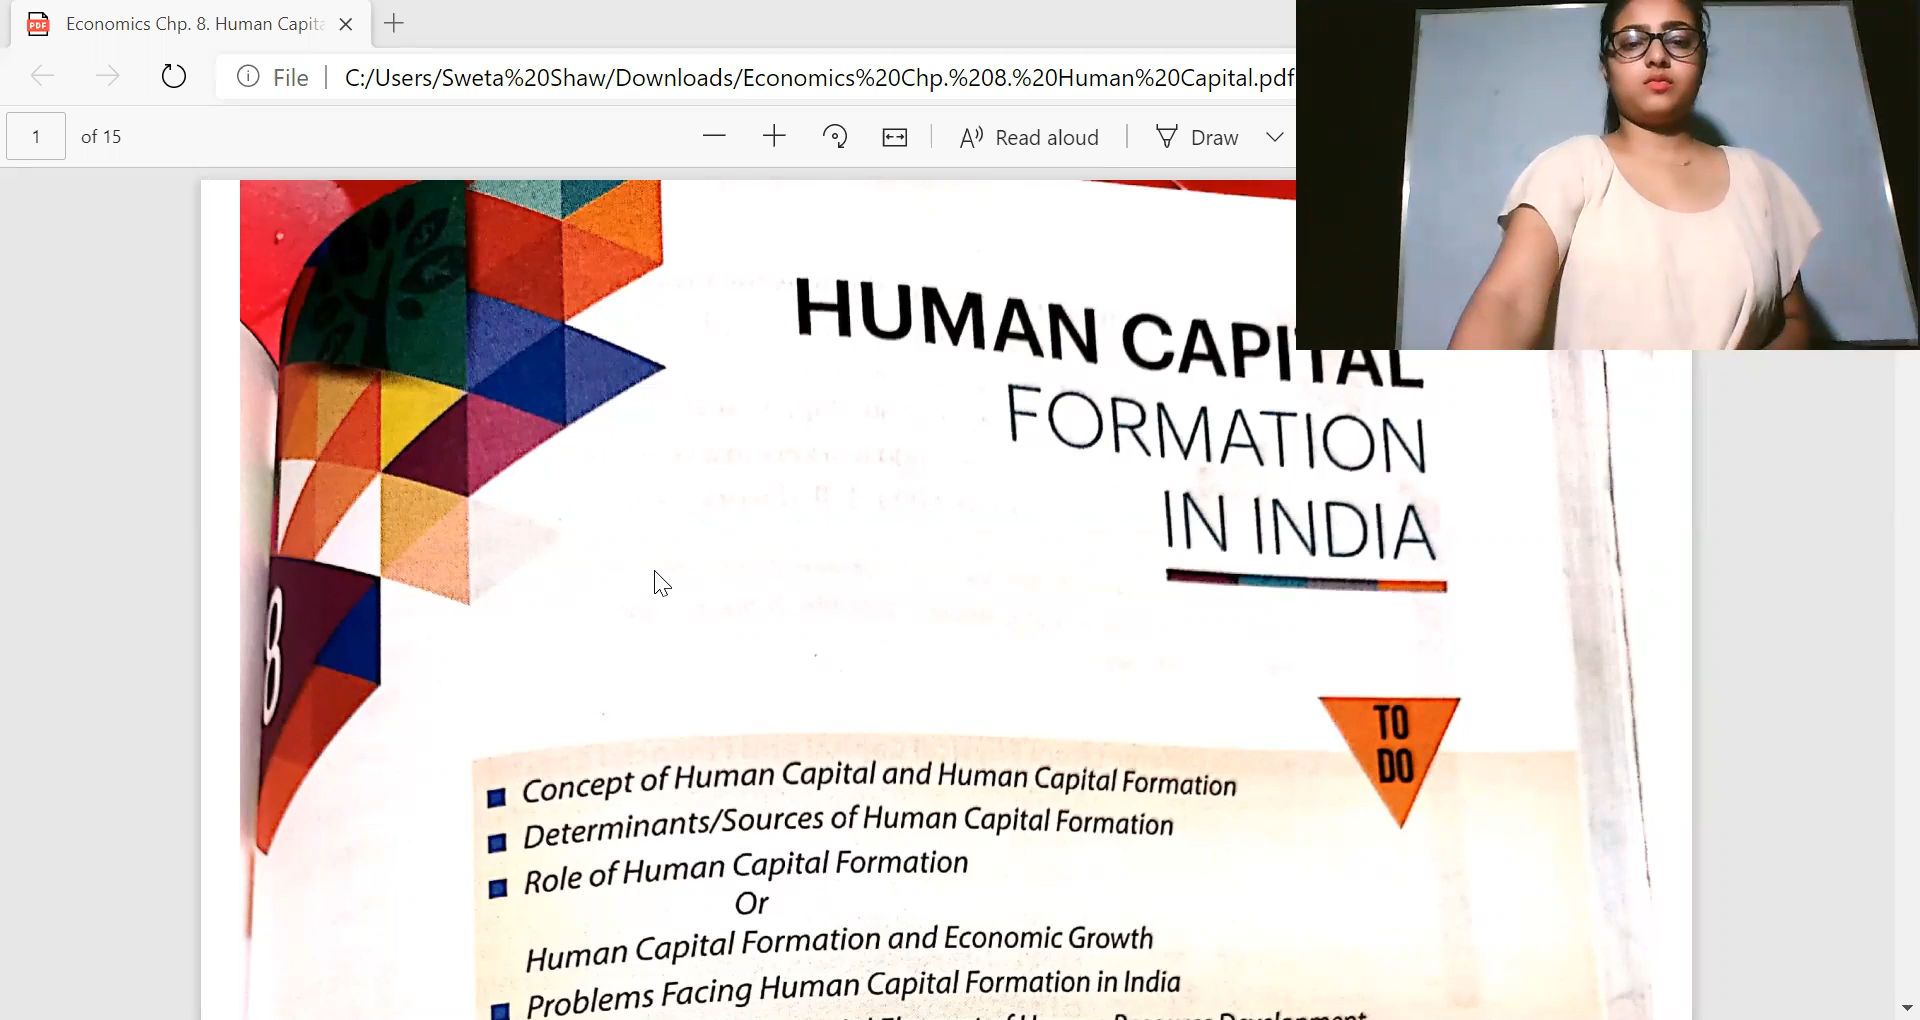 Economics Chp. 8. Human Capita
File
C:/Users/Sweta%20Shaw/Downloads/Economics%20Chp.%208.%20Human%20Capital.pdf
1 of 15
Read aloud
Draw
HUMAN CAPITAL
FORMATION
IN INDIA
8
TO
DO
Concept of Human Capital and Human Capital Formation
Determinants/Sources of Human Capital Formation
Role of Human Capital Formation
Or
Human Capital Formation and Economic Growth
Problems Facing Human Capital Formation in India